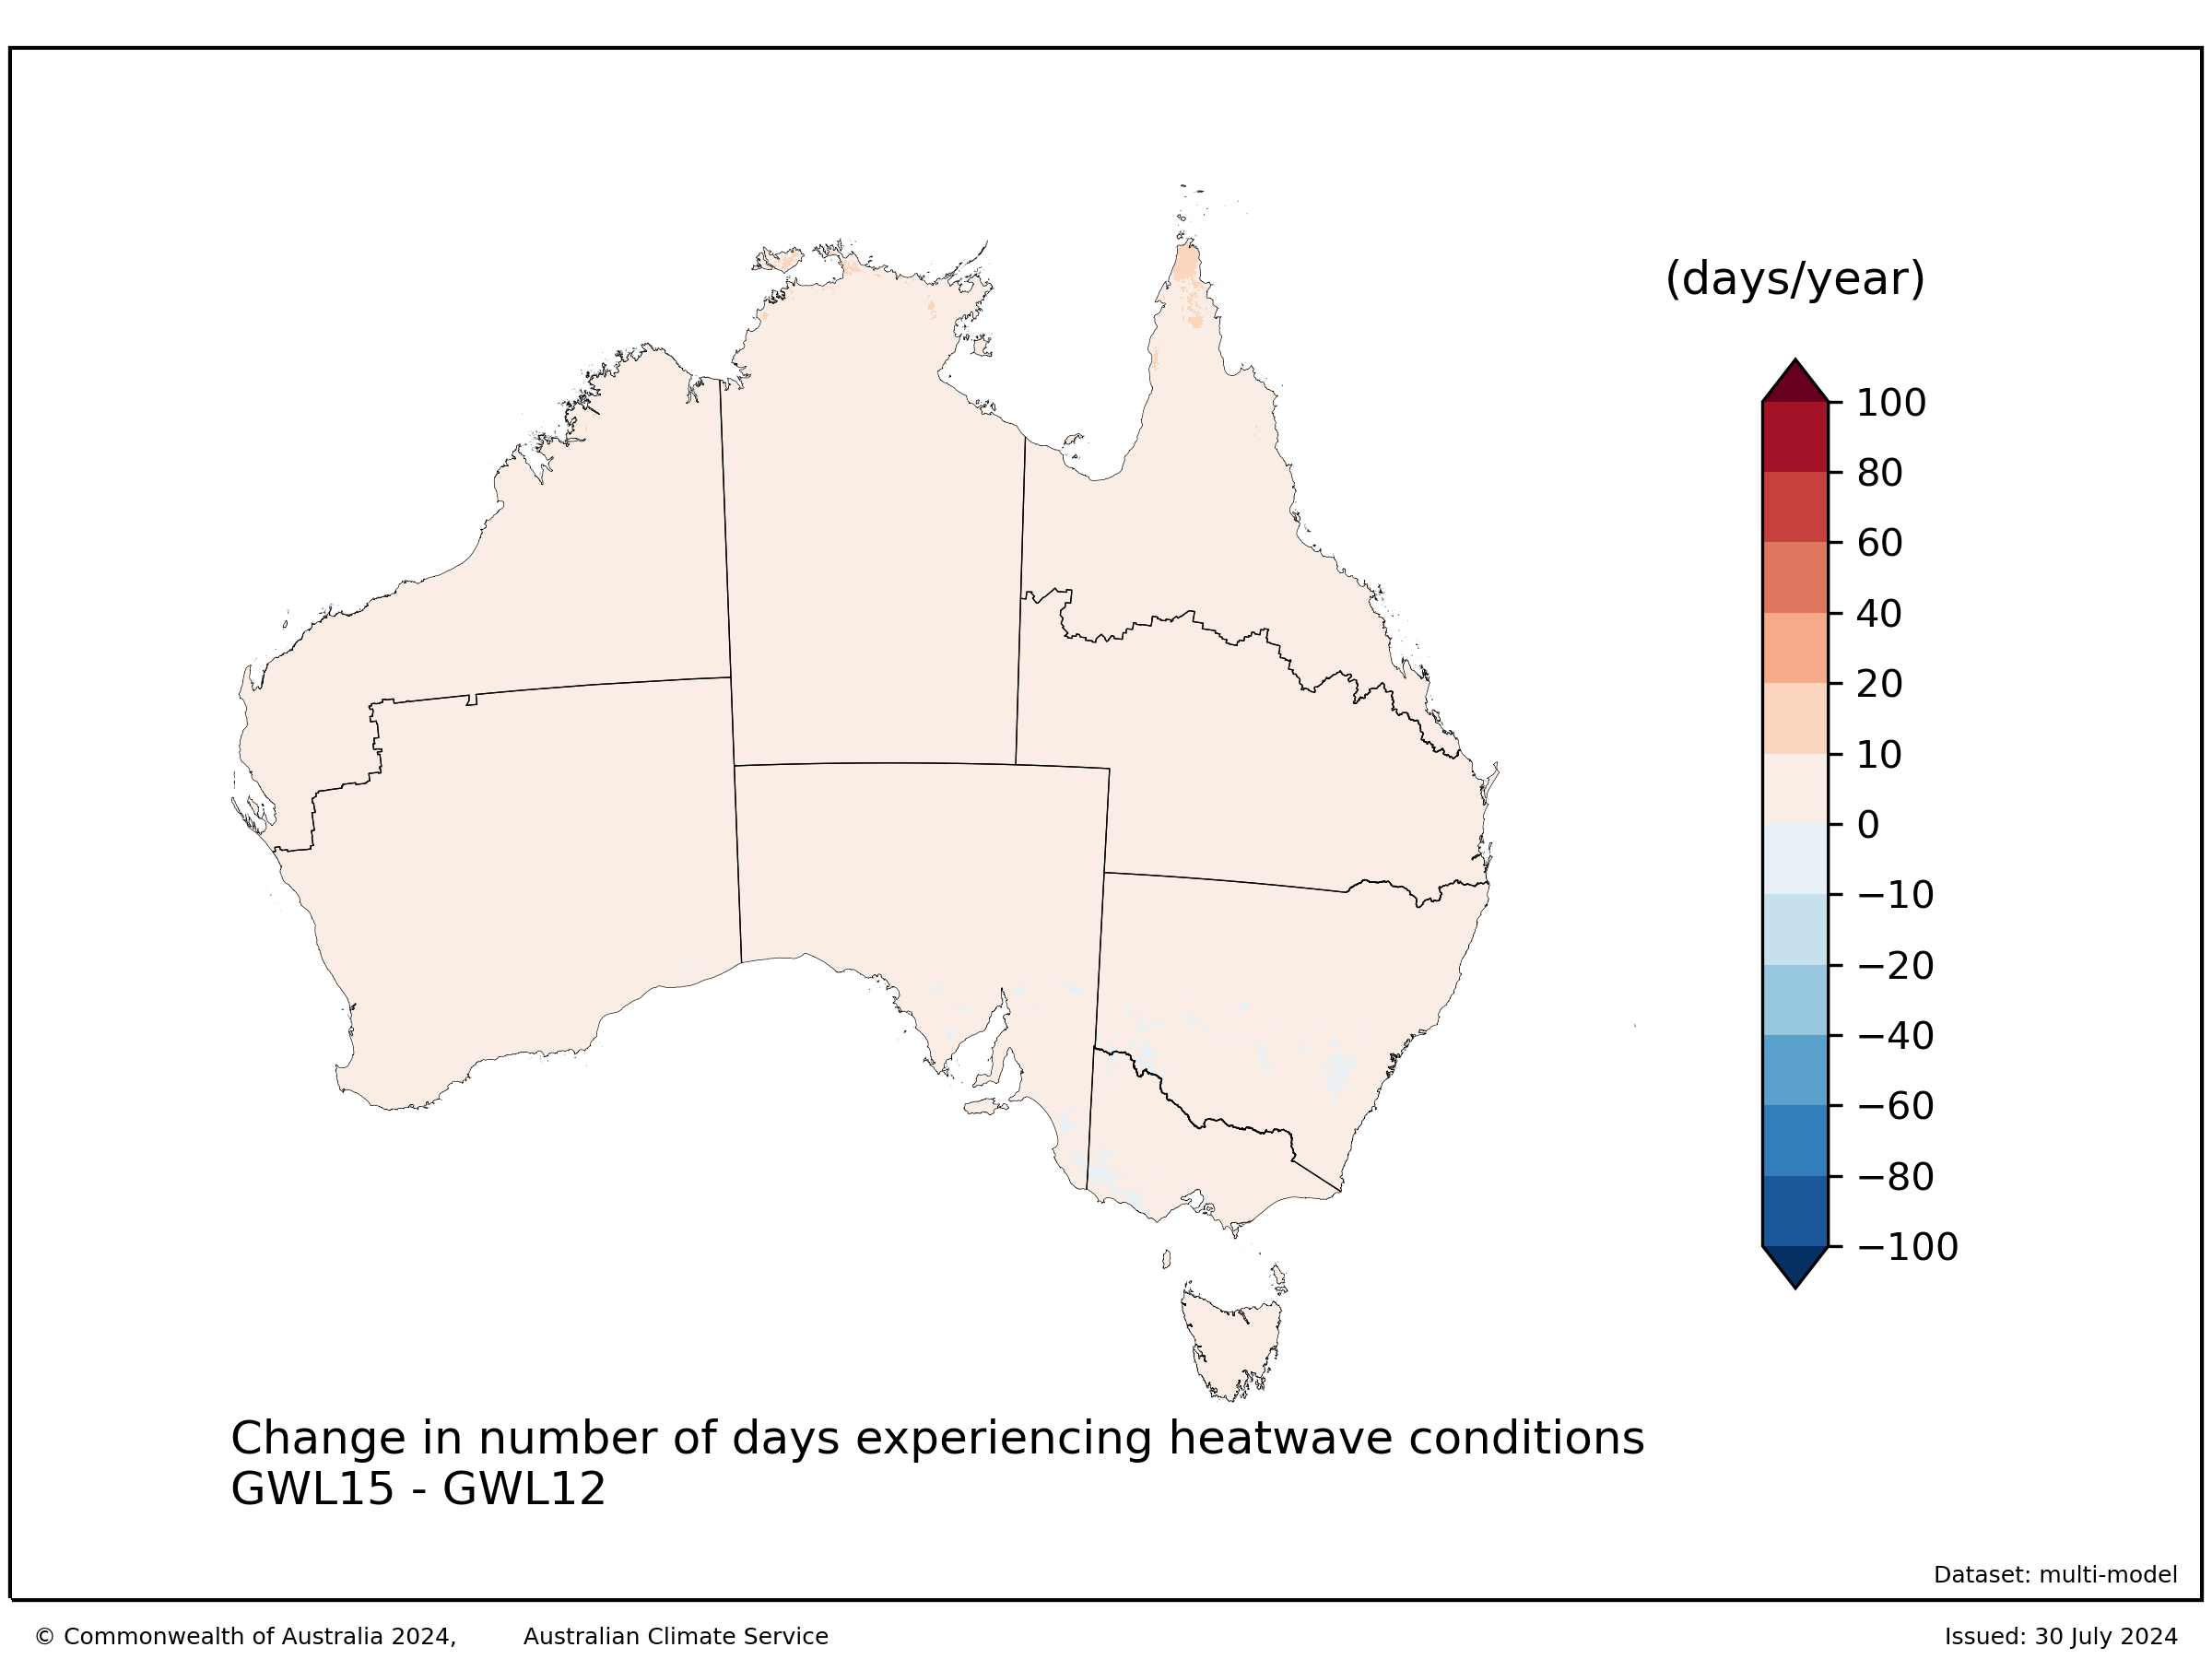 (days/year)
100
80
60
40
20
10
0
−10
−20
−40
−60
−80
−100
Change in number of days experiencing heatwave conditions
GWL15 - GWL12
Dataset: multi-model
© Commonwealth of Australia 2024, Australian Climate Service
Issued: 30 July 2024